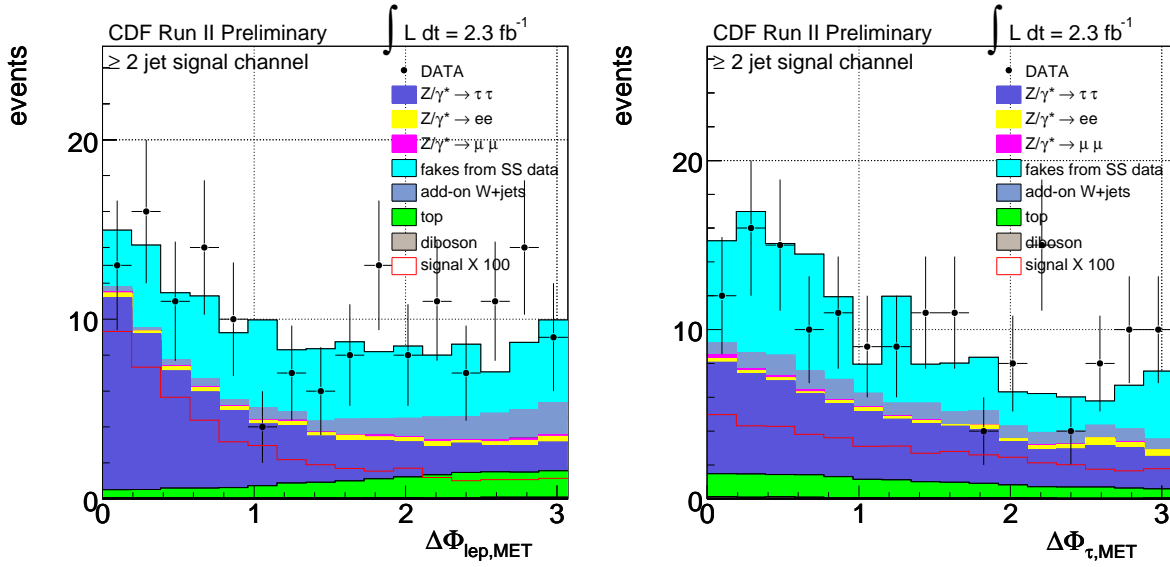 CDF Run II Preliminary ∫ L dt = 2.3 fb⁻¹
≥ 2 jet signal channel
events
DATA
Z/γ* → τ τ
Z/γ* → ee
Z/γ* → μ μ
fakes from SS data
add-on W+jets
top
diboson
signal X 100
20
10
0
0 1 2 3
ΔΦlep,MET
CDF Run II Preliminary ∫ L dt = 2.3 fb⁻¹
≥ 2 jet signal channel
events
DATA
Z/γ* → τ τ
Z/γ* → ee
Z/γ* → μ μ
fakes from SS data
add-on W+jets
top
diboson
signal X 100
20
10
0
0 1 2 3
ΔΦτ,MET